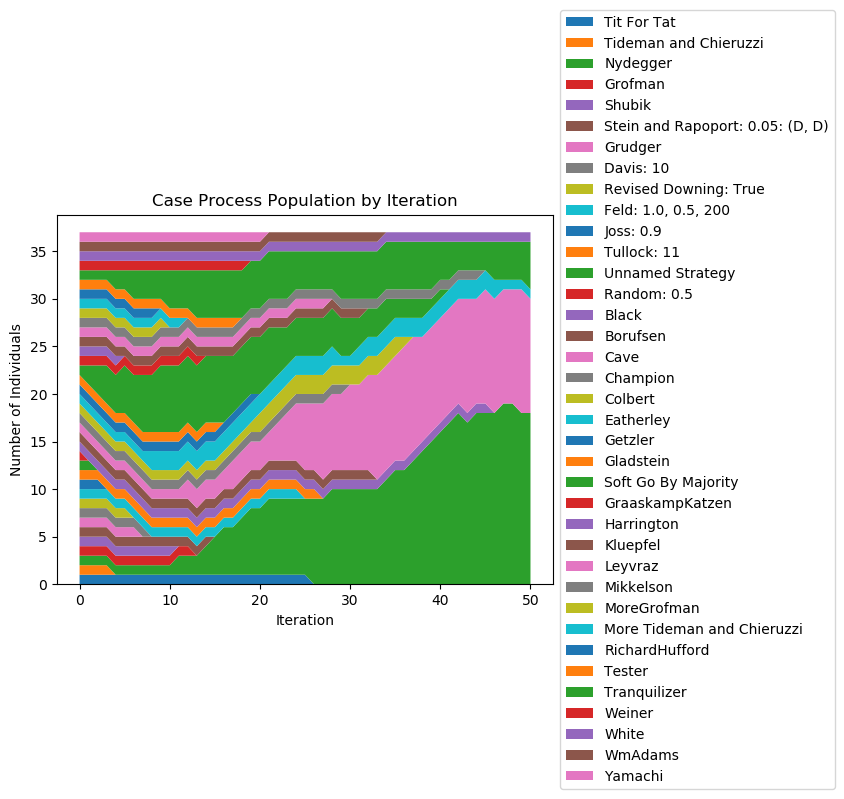 Case Process Population by Iteration
Number of Individuals
35
30
25
20
15
10
5
0
0 10 20 30 40 50
Iteration
Tit For Tat
Tideman and Chieruzzi
Nydegger
Grofman
Shubik
Stein and Rapoport: 0.05: (D, D)
Grudger
Davis: 10
Revised Downing: True
Feld: 1.0, 0.5, 200
Joss: 0.9
Tullock: 11
Unnamed Strategy
Random: 0.5
Black
Borufsen
Cave
Champion
Colbert
Eatherley
Getzler
Gladstein
Soft Go By Majority
GraaskampKatzen
Harrington
Kluepfel
Leyvraz
Mikkelson
MoreGrofman
More Tideman and Chieruzzi
RichardHufford
Tester
Tranquilizer
Weiner
White
WmAdams
Yamachi